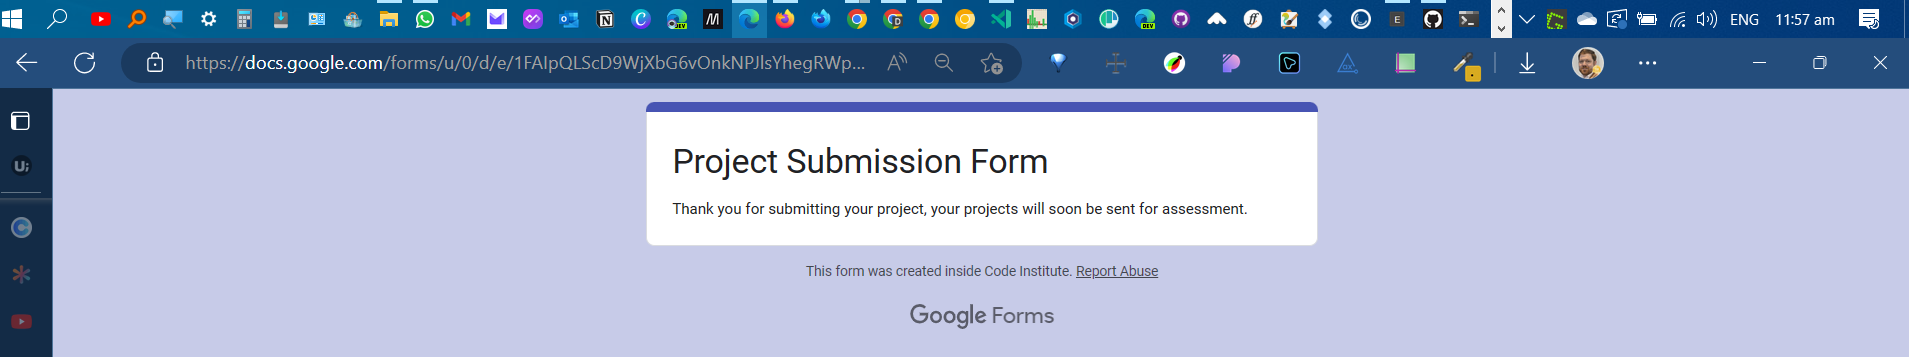 ENG 11:57 am
https://docs.google.com/forms/u/0/d/e/1FAIpQLScD9WjXbG6vOnkNPJlsYhegRWp...
Project Submission Form
Thank you for submitting your project, your projects will soon be sent for assessment.
This form was created inside Code Institute. Report Abuse
Google Forms